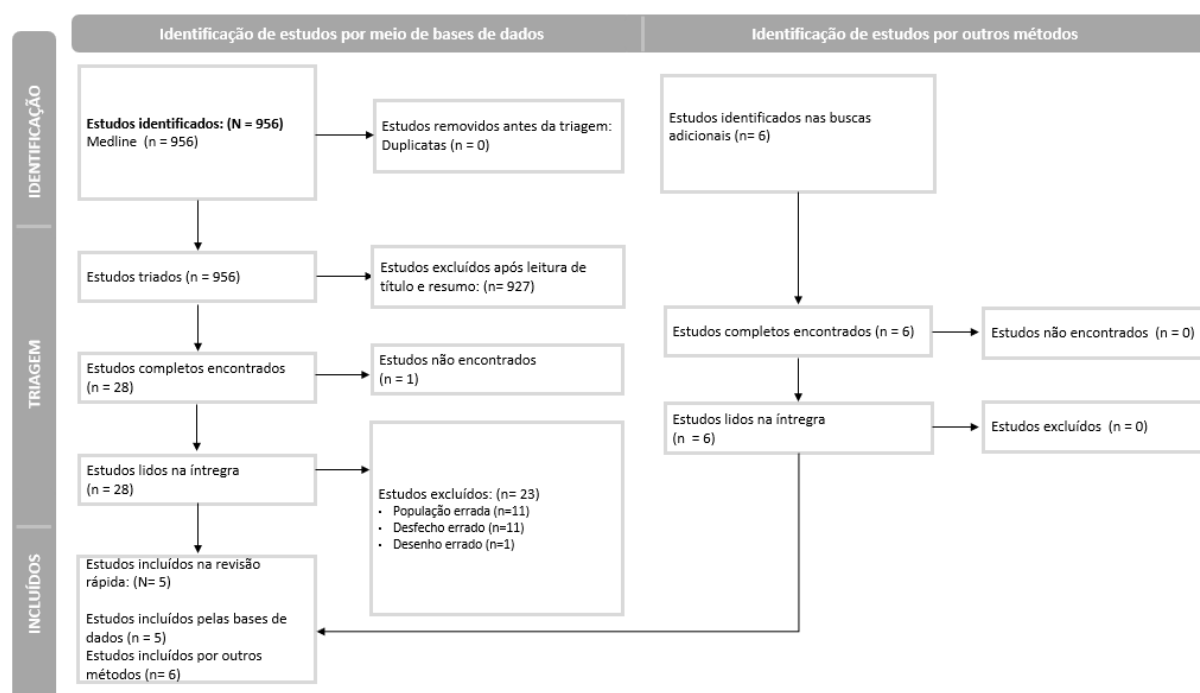 Identificação de estudos por meio de bases de dados
Identificação de estudos por outros métodos
IDENTIFICAÇÃO
Estudos identificados: (N = 956)
Medline (n = 956)
Estudos removidos antes da triagem:
Duplicatas (n = 0)
Estudos identificados nas buscas
adicionais (n= 6)
TRIAGEM
Estudos triados (n = 956)
Estudos excluídos após leitura de
título e resumo: (n= 927)
Estudos completos encontrados (n = 6)
Estudos não encontrados (n = 0)
Estudos completos encontrados
(n = 28)
Estudos não encontrados
(n = 1)
Estudos lidos na íntregra
(n = 6)
Estudos excluídos (n = 0)
Estudos lidos na íntregra
(n = 28)
Estudos excluídos: (n= 23)
• População errada (n=11)
• Desfecho errado (n=11)
• Desenho errado (n=1)
INCLUÍDOS
Estudos incluídos na revisão
rápida: (N= 5)
Estudos incluídos pelas bases de
dados (n = 5)
Estudos incluídos por outros
métodos (n= 6)